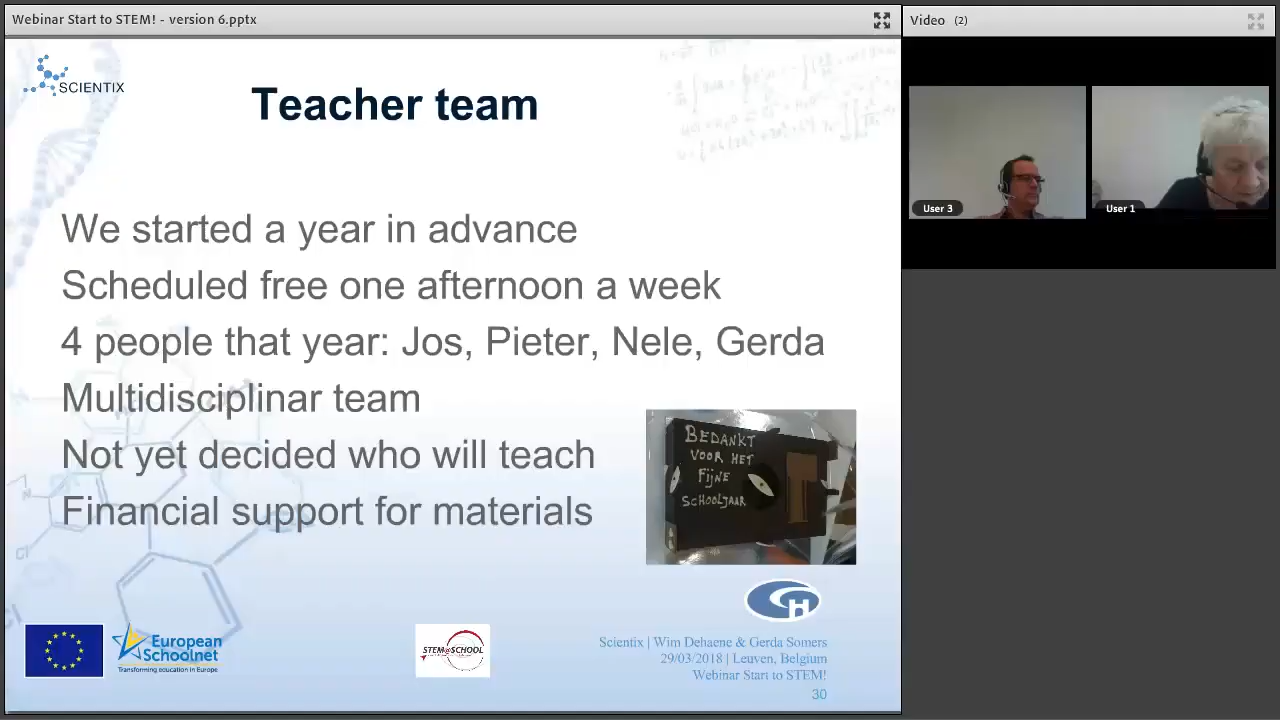 Webinar Start to STEM! - version 6.pptx
Video (2)
SCIENTIX
Teacher team
User 3
User 1
We started a year in advance
Scheduled free one afternoon a week
4 people that year: Jos, Pieter, Nele, Gerda
Multidisciplinar team
Not yet decided who will teach
Financial support for materials
BEDANKT
VOOR HET
FIJNE
SCHOOLJAAR
GH
European
Schoolnet
Transforming education in Europe
STEM@SCHOOL
Scientix | Wim Dehaene & Gerda Somers
29/03/2018 | Leuven, Belgium
Webinar Start to STEM!
30